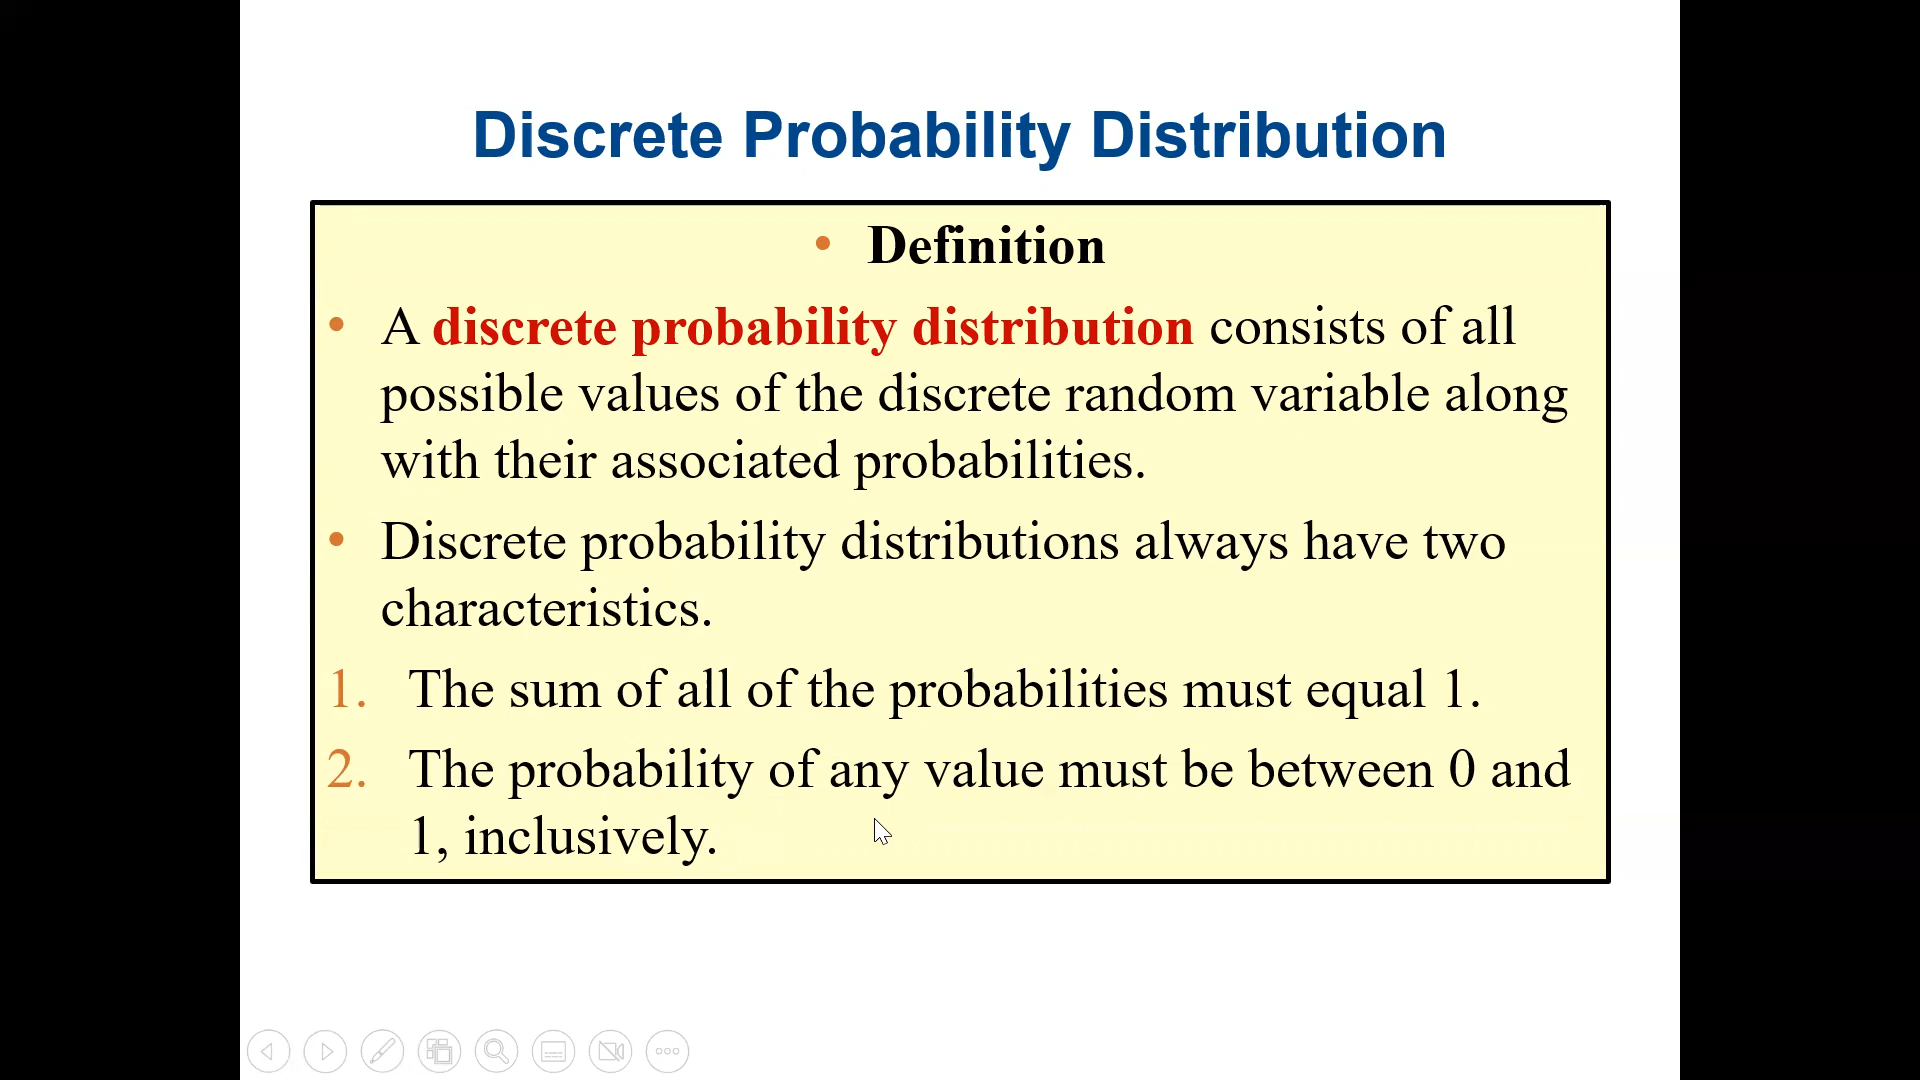 Discrete Probability Distribution
• Definition
• A discrete probability distribution consists of all
possible values of the discrete random variable along
with their associated probabilities.
• Discrete probability distributions always have two
characteristics.
1. The sum of all of the probabilities must equal 1.
2. The probability of any value must be between 0 and
1, inclusively.